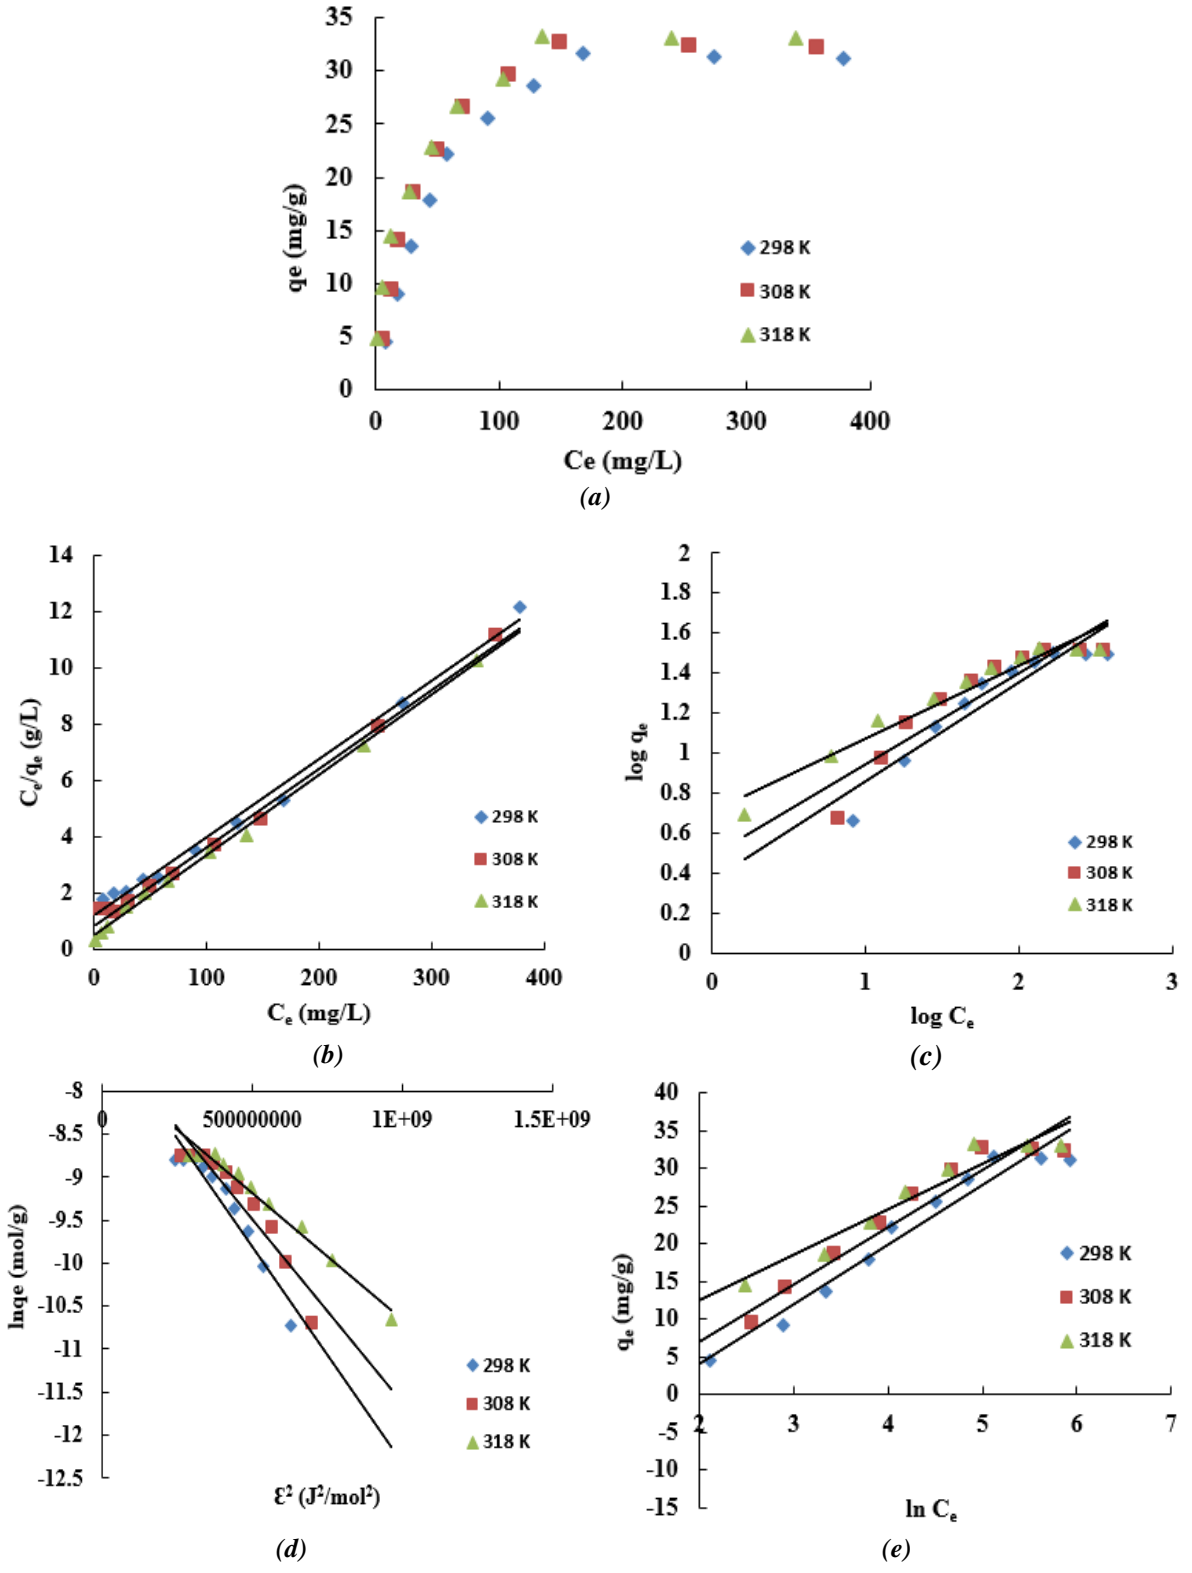 35
30
25
20
15
10
5
0
qe (mg/g)
298 K
308 K
318 K
0 100 200 300 400
Ce (mg/L)
(a)
14
12
10
8
6
4
2
0
Cₑ/qₑ (g/L)
298 K
308 K
318 K
0 100 200 300 400
Cₑ (mg/L)
(b)
2
1.8
1.6
1.4
1.2
1
0.8
0.6
0.4
0.2
0
log qₑ
298 K
308 K
318 K
0 1 2 3
log Cₑ
(c)
-8
0 500000000 1E+09 1.5E+09
-8.5
-9
-9.5
-10
-10.5
-11
-11.5
-12
-12.5
lnqe (mol/g)
298 K
308 K
318 K
Ɛ² (J²/mol²)
(d)
40
35
30
25
20
15
10
5
0
-5
-10
-15
qₑ (mg/g)
298 K
308 K
318 K
2 3 4 5 6 7
ln Cₑ
(e)